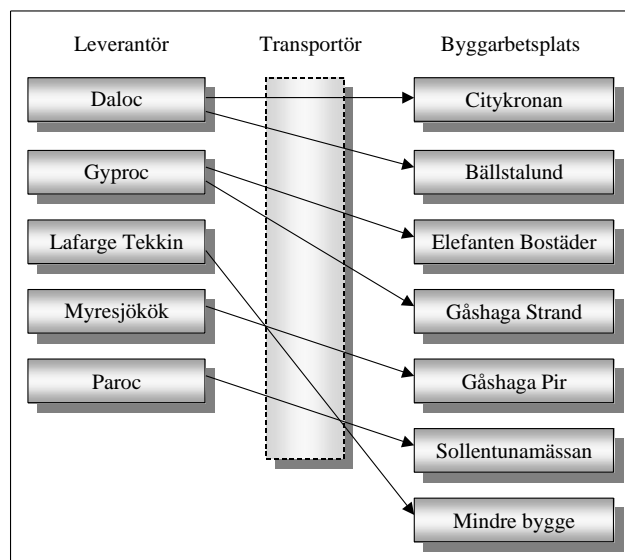 Leverantör Transportör Byggarbetsplats
Daloc Citykronan
Gyproc Bällstalund
Lafarge Tekkin Elefanten Bostäder
Myresjökök Gåshaga Strand
Paroc Gåshaga Pir
Sollentunamässan
Mindre bygge